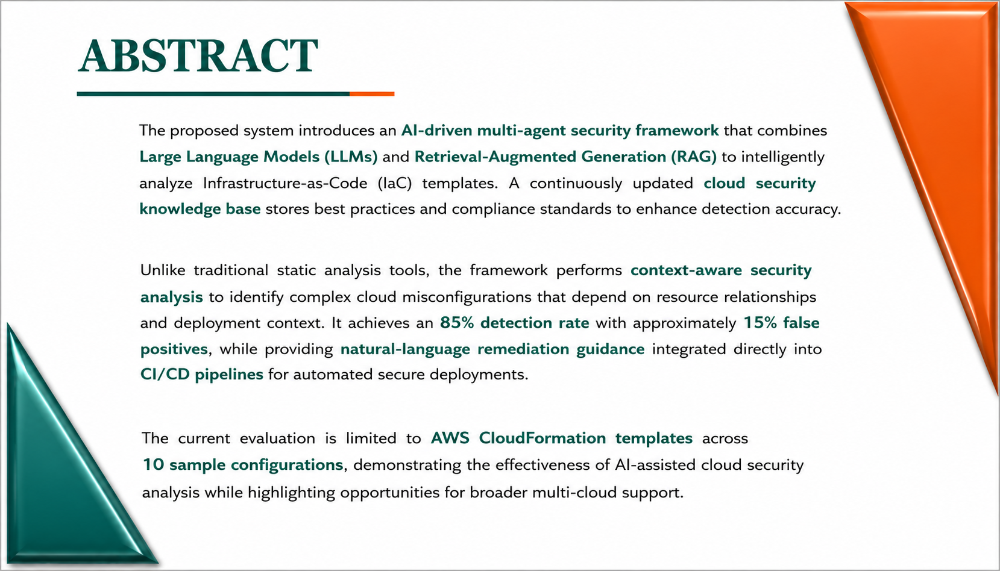 ABSTRACT
The proposed system introduces an AI-driven multi-agent security framework that combines
Large Language Models (LLMs) and Retrieval-Augmented Generation (RAG) to intelligently
analyze Infrastructure-as-Code (IaC) templates. A continuously updated cloud security
knowledge base stores best practices and compliance standards to enhance detection accuracy.
Unlike traditional static analysis tools, the framework performs context-aware security
analysis to identify complex cloud misconfigurations that depend on resource relationships
and deployment context. It achieves an 85% detection rate with approximately 15% false
positives, while providing natural-language remediation guidance integrated directly into
CI/CD pipelines for automated secure deployments.
The current evaluation is limited to AWS CloudFormation templates across
10 sample configurations, demonstrating the effectiveness of AI-assisted cloud security
analysis while highlighting opportunities for broader multi-cloud support.